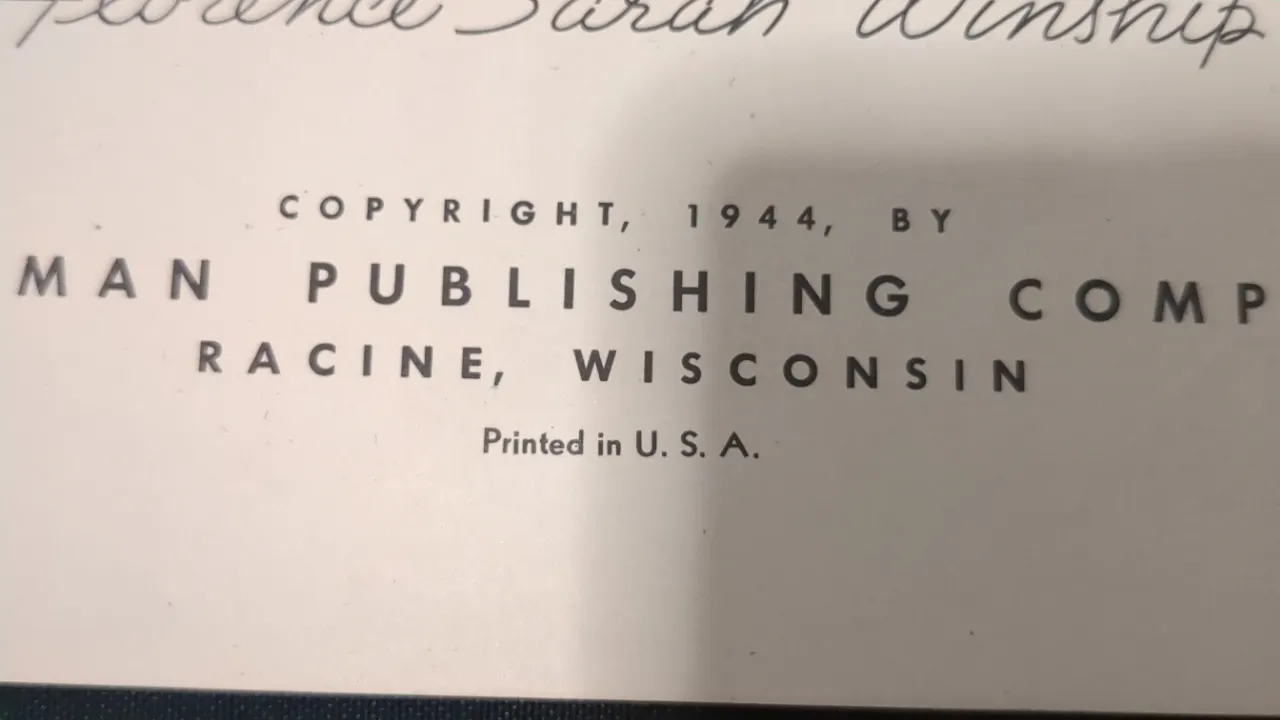 Florence Sarah Winship
COPYRIGHT, 1944, BY
MAN PUBLISHING COMP
RACINE, WISCONSIN
Printed in U. S. A.